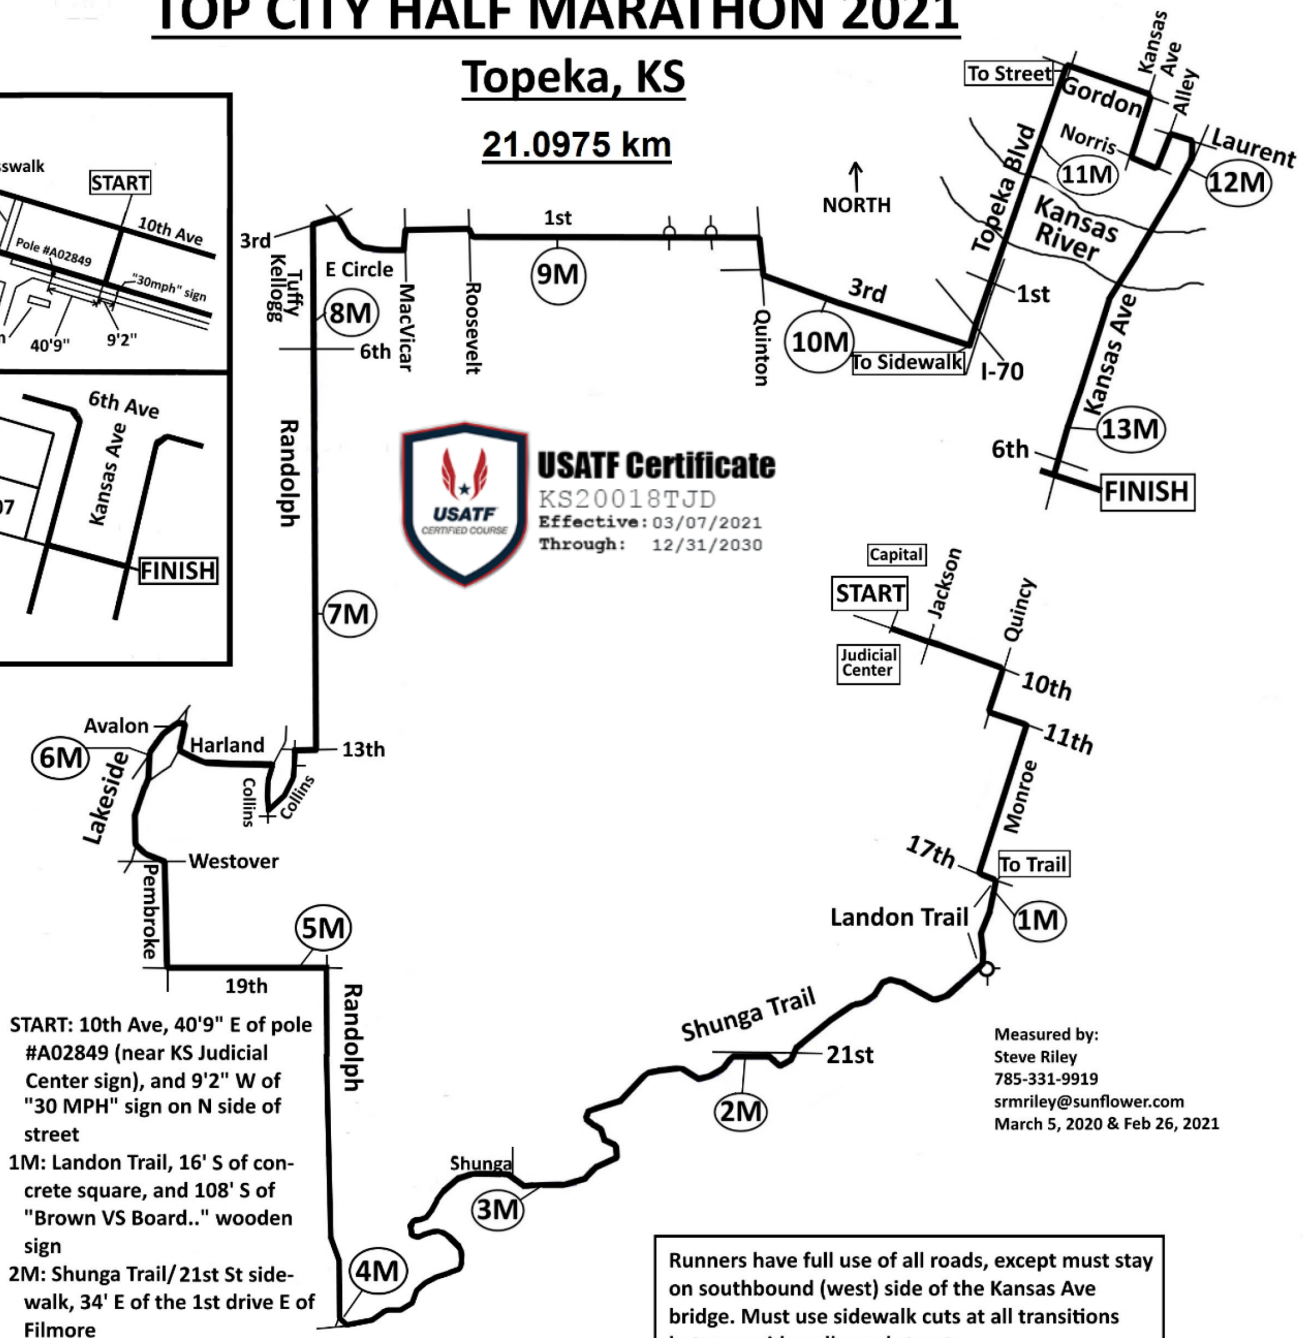 TOP CITY HALF MARATHON 2021
Topeka, KS
21.0975 km
NORTH
START
10th Ave
Pole #A02849
"30mph" sign
40'9"
9'2"
6th Ave
Kansas Ave
07
FINISH
To Street
Gordon
Kansas
Ave
Alley
Norris
Laurent
11M
12M
Topeka Blvd
Kansas
River
1st
3rd
10M
To Sidewalk
I-70
Kansas Ave
13M
6th
FINISH
3rd
Tuffy
Kellogg
E Circle
8M
MacVicar
Roosevelt
1st
9M
Quinton
6th
Randolph
USATF
CERTIFIED COURSE
USATF Certificate
KS20018TJD
Effective: 03/07/2021
Through: 12/31/2030
7M
Capital
START
Jackson
Quincy
Judicial
Center
10th
11th
Monroe
17th
To Trail
Landon Trail
1M
Avalon
6M
Harland
13th
Lakeside
Collins
Collins
Westover
Pembroke
5M
19th
Randolph
Shunga Trail
21st
2M
Shunga
3M
4M
Measured by:
Steve Riley
785-331-9919
srmriley@sunflower.com
March 5, 2020 & Feb 26, 2021
START: 10th Ave, 40'9" E of pole
#A02849 (near KS Judicial
Center sign), and 9'2" W of
"30 MPH" sign on N side of
street
1M: Landon Trail, 16' S of con-
crete square, and 108' S of
"Brown VS Board.." wooden
sign
2M: Shunga Trail/21st St side-
walk, 34' E of the 1st drive E of
Filmore
Runners have full use of all roads, except must stay
on southbound (west) side of the Kansas Ave
bridge. Must use sidewalk cuts at all transitions